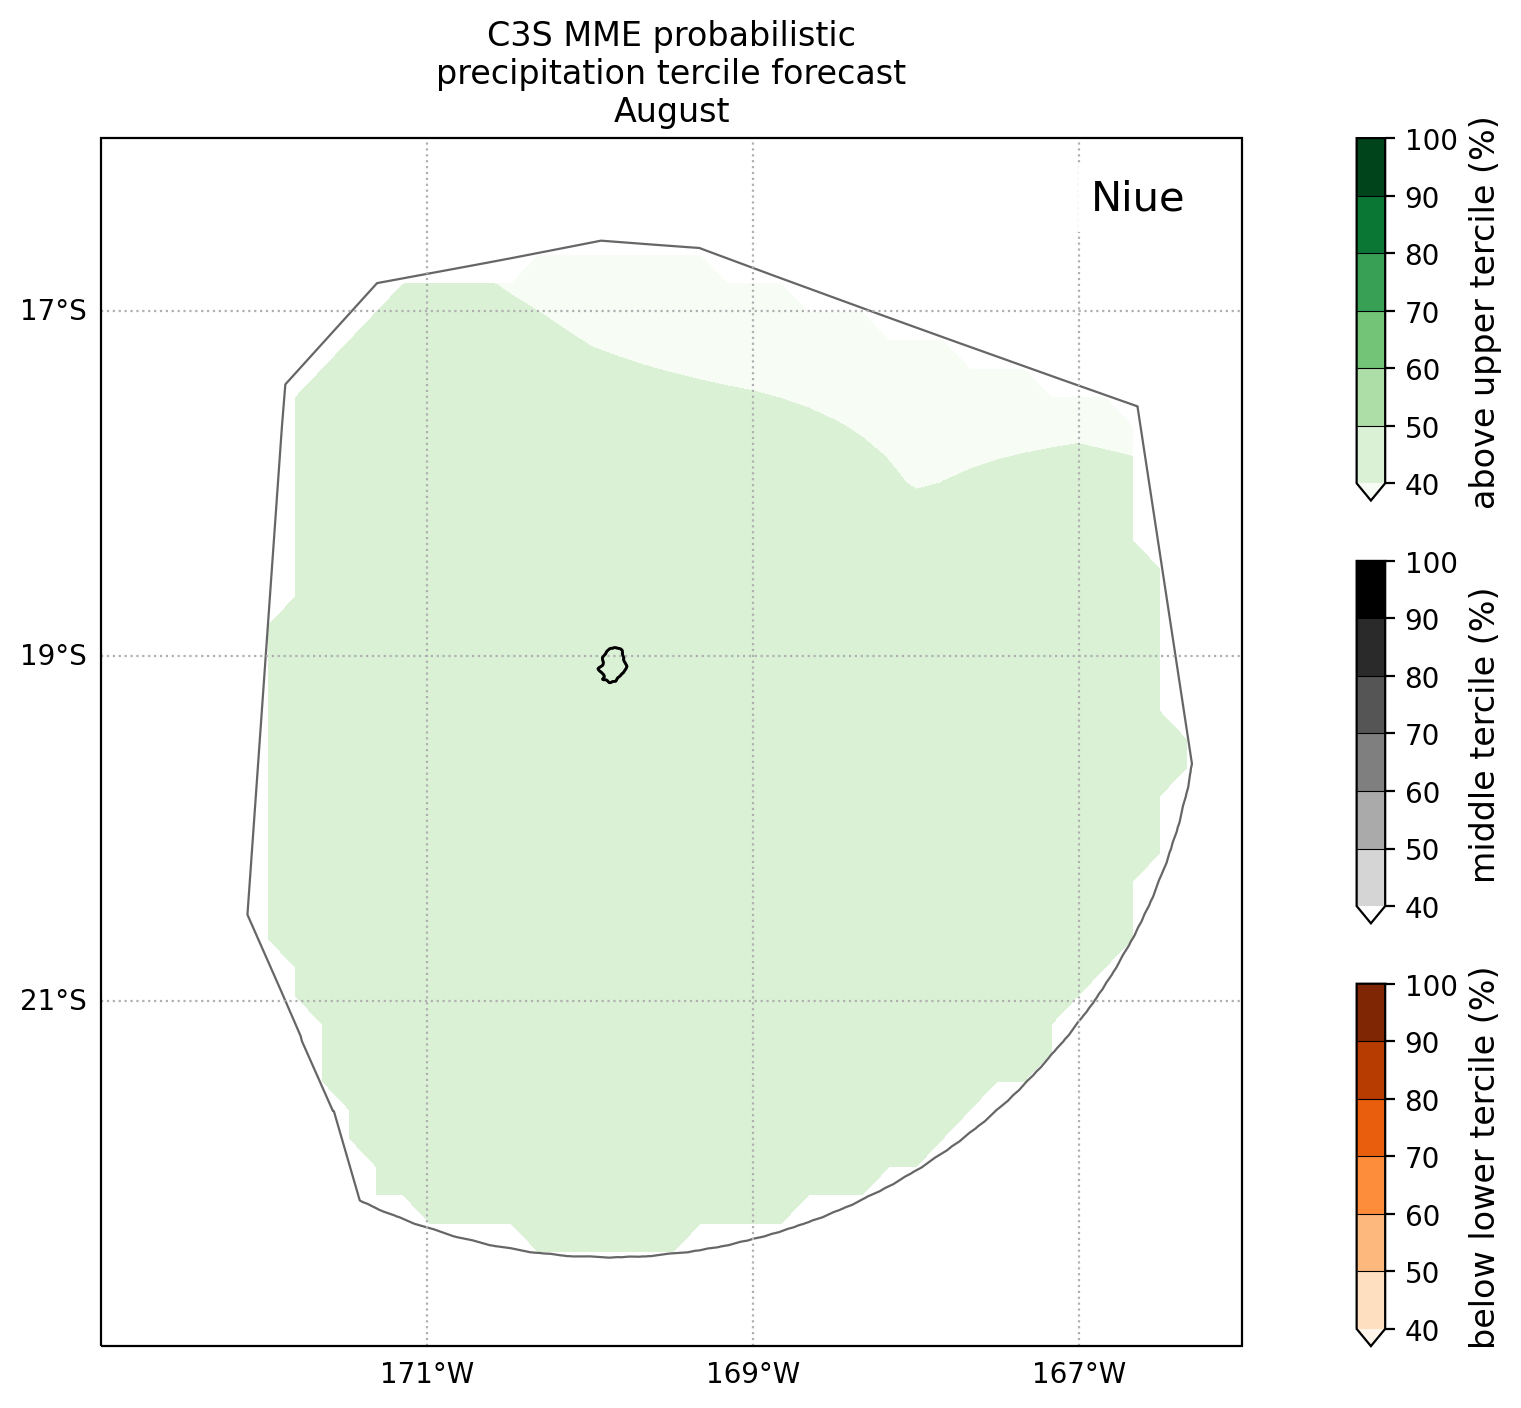 C3S MME probabilistic
precipitation tercile forecast
August
Niue
17°S
19°S
21°S
171°W
169°W
167°W
100
90
80
70
60
50
40
above upper tercile (%)
100
90
80
70
60
50
40
middle tercile (%)
100
90
80
70
60
50
40
below lower tercile (%)